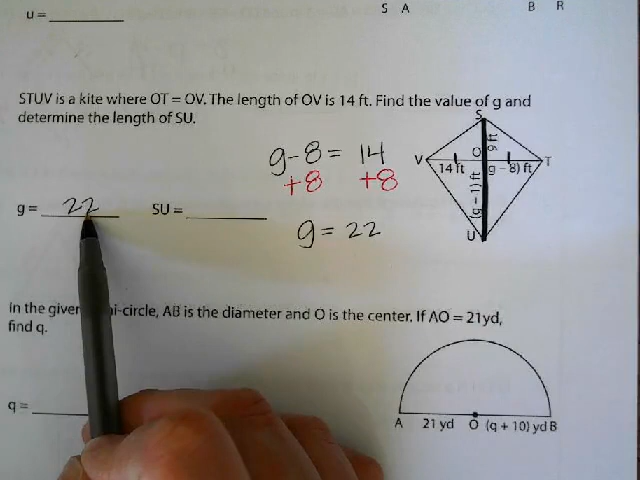 u =
S A B R
STUV is a kite where OT = OV. The length of OV is 14 ft. Find the value of g and
determine the length of SU.
g - 8 = 14
+8 +8
g = 22
g = 22 SU =
S
V O 9 ft T
14 ft (g - 8) ft
(g - 1) ft
U
In the given -circle, AB is the diameter and O is the center. If AO = 21yd,
find q.
q =
A 21 yd O (q + 10) yd B